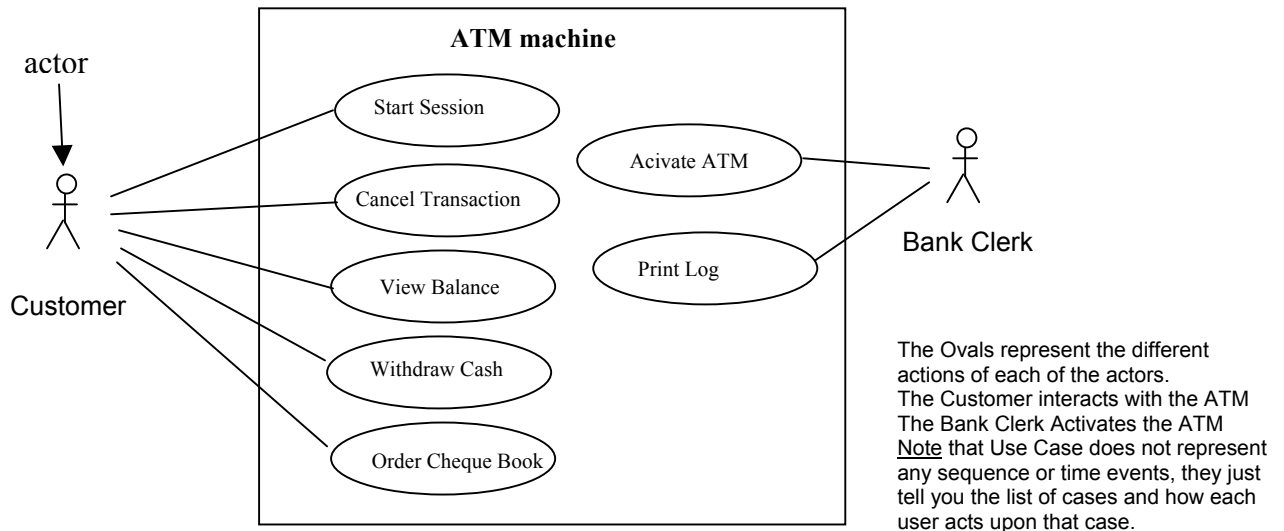 ATM machine
actor
Start Session
Acivate ATM
Cancel Transaction
Bank Clerk
Print Log
View Balance
Customer
Withdraw Cash
Order Cheque Book
The Ovals represent the different
actions of each of the actors.
The Customer interacts with the ATM
The Bank Clerk Activates the ATM
Note that Use Case does not represent
any sequence or time events, they just
tell you the list of cases and how each
user acts upon that case.